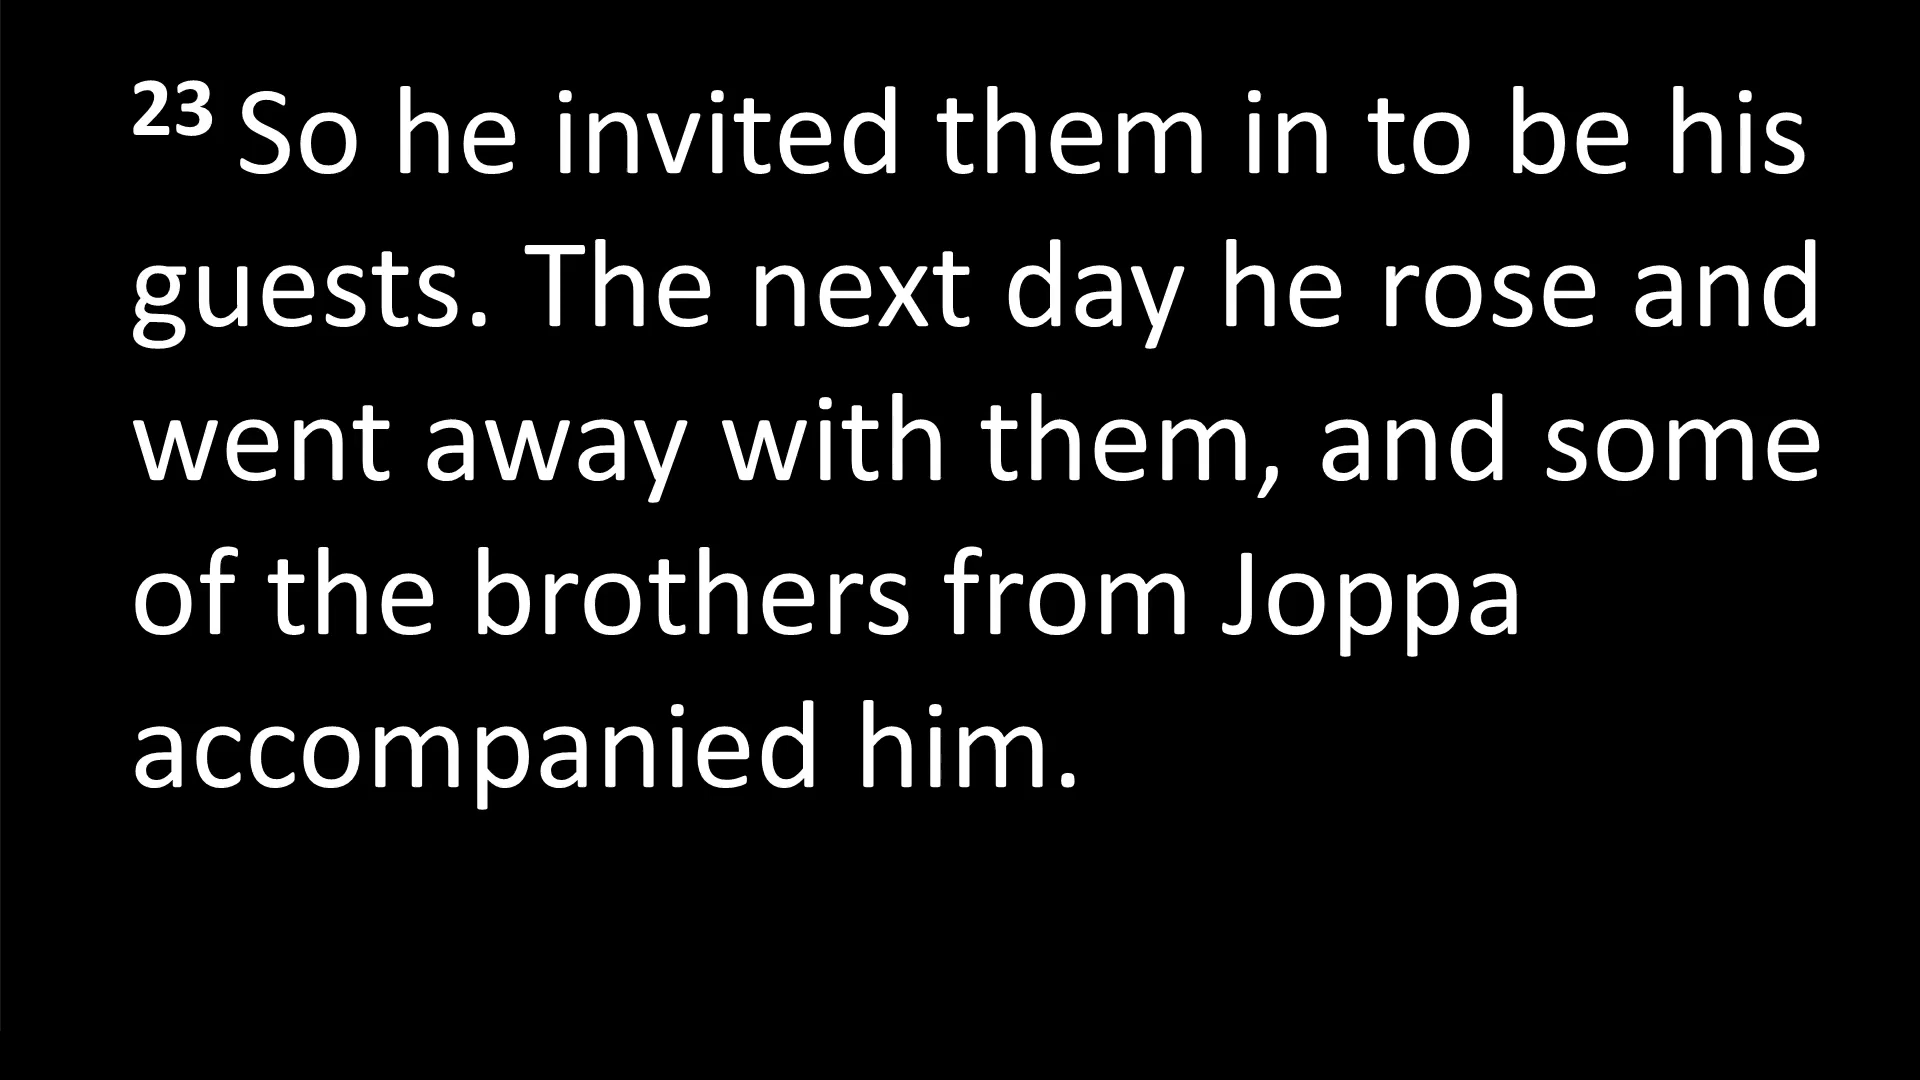 23 So he invited them in to be his
guests. The next day he rose and
went away with them, and some
of the brothers from Joppa
accompanied him.